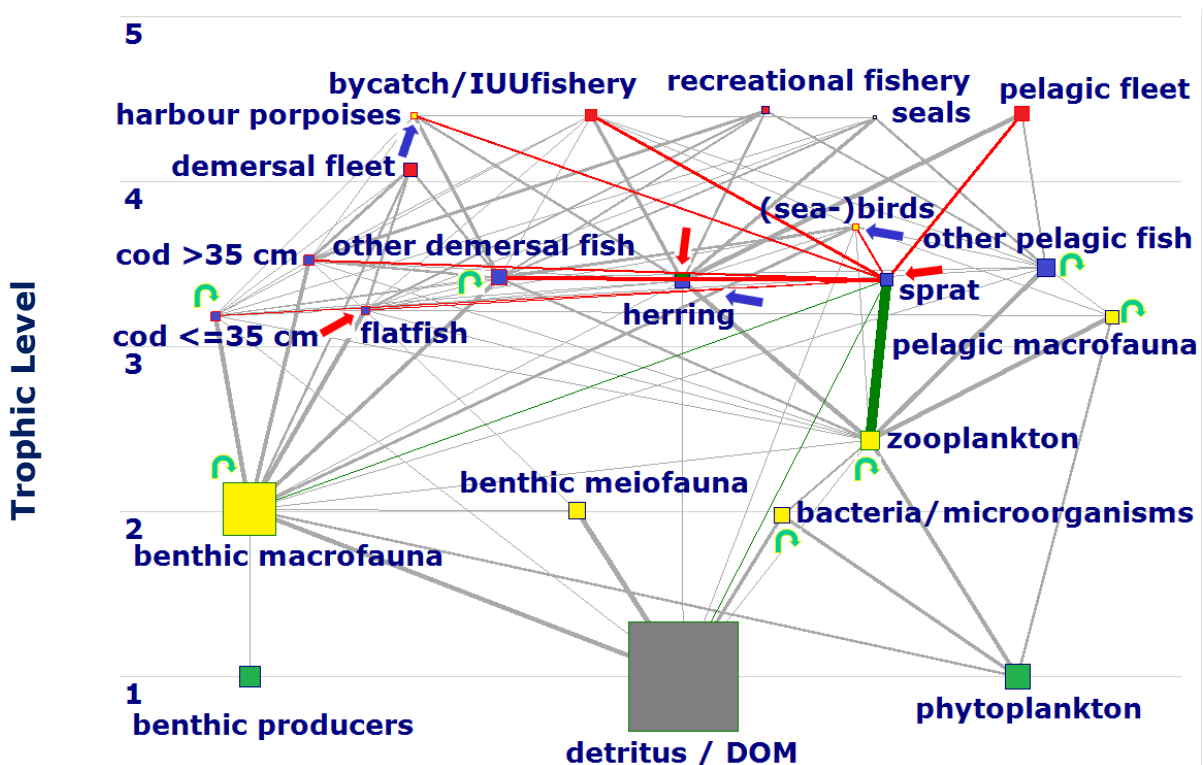 5
bycatch/IUUfishery
recreational fishery
pelagic fleet
harbour porpoises
seals
demersal fleet
4
(sea-)birds
cod >35 cm
other demersal fish
other pelagic fish
sprat
herring
cod <=35 cm
flatfish
pelagic macrofauna
3
Trophic Level
zooplankton
benthic meiofauna
2
bacteria/microorganisms
benthic macrofauna
1
benthic producers
phytoplankton
detritus / DOM